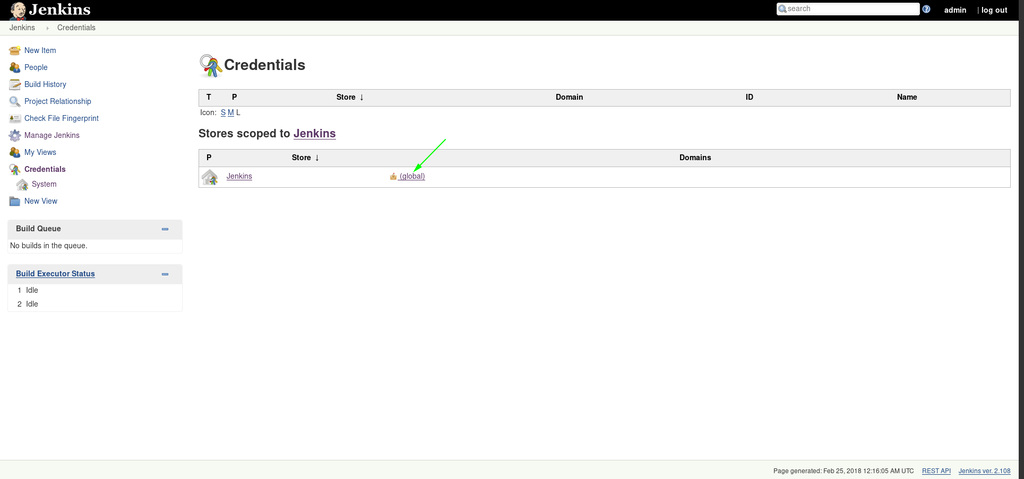 Jenkins
search
admin
| log out
Jenkins › Credentials
New Item
People
Build History
Project Relationship
Check File Fingerprint
Manage Jenkins
My Views
Credentials
System
New View
Build Queue
No builds in the queue.
Build Executor Status
1 Idle
2 Idle
Credentials
T P Store ↓ Domain ID Name
Icon: S M L
Stores scoped to Jenkins
P Store ↓ Domains
Jenkins (global)
Page generated: Feb 25, 2018 12:16:05 AM UTC REST API Jenkins ver. 2.108